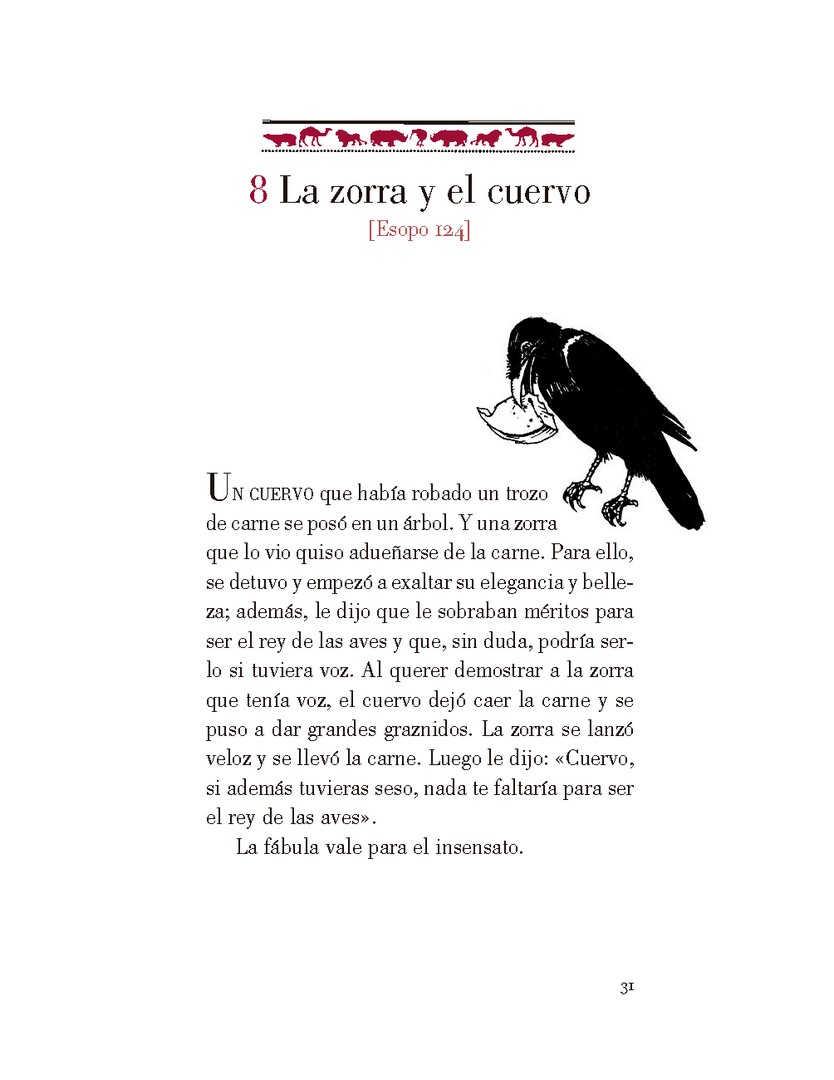 8 La zorra y el cuervo
[Esopo 124]
UN CUERVO que había robado un trozo
de carne se posó en un árbol. Y una zorra
que lo vio quiso adueñarse de la carne. Para ello,
se detuvo y empezó a exaltar su elegancia y belle-
za; además, le dijo que le sobraban méritos para
ser el rey de las aves y que, sin duda, podría ser-
lo si tuviera voz. Al querer demostrar a la zorra
que tenía voz, el cuervo dejó caer la carne y se
puso a dar grandes graznidos. La zorra se lanzó
veloz y se llevó la carne. Luego le dijo: «Cuervo,
si además tuvieras seso, nada te faltaría para ser
el rey de las aves».
La fábula vale para el insensato.
31